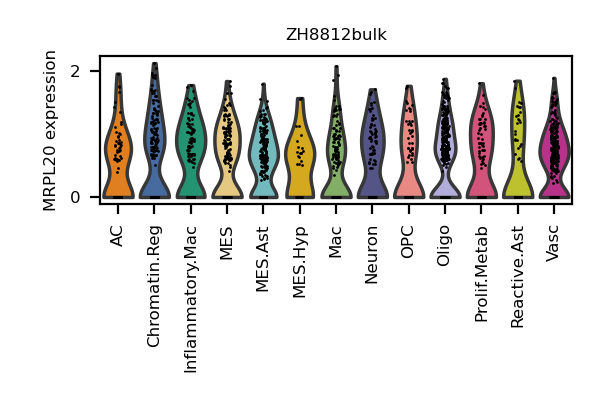 ZH8812bulk
MRPL20 expression
2
0
AC
Chromatin.Reg
Inflammatory.Mac
MES
MES.Ast
MES.Hyp
Mac
Neuron
OPC
Oligo
Prolif.Metab
Reactive.Ast
Vasc